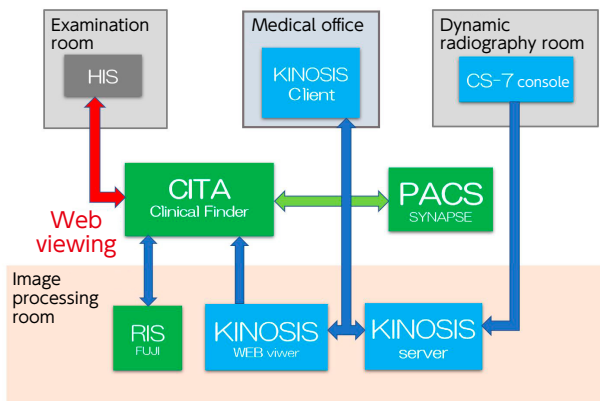 Examination
room
HIS
Medical office
KINOSIS
Client
Dynamic
radiography room
CS-7 console
CITA
Clinical Finder
PACS
SYNAPSE
Web
viewing
Image
processing
room
RIS
FUJI
KINOSIS
WEB viwer
KINOSIS
server